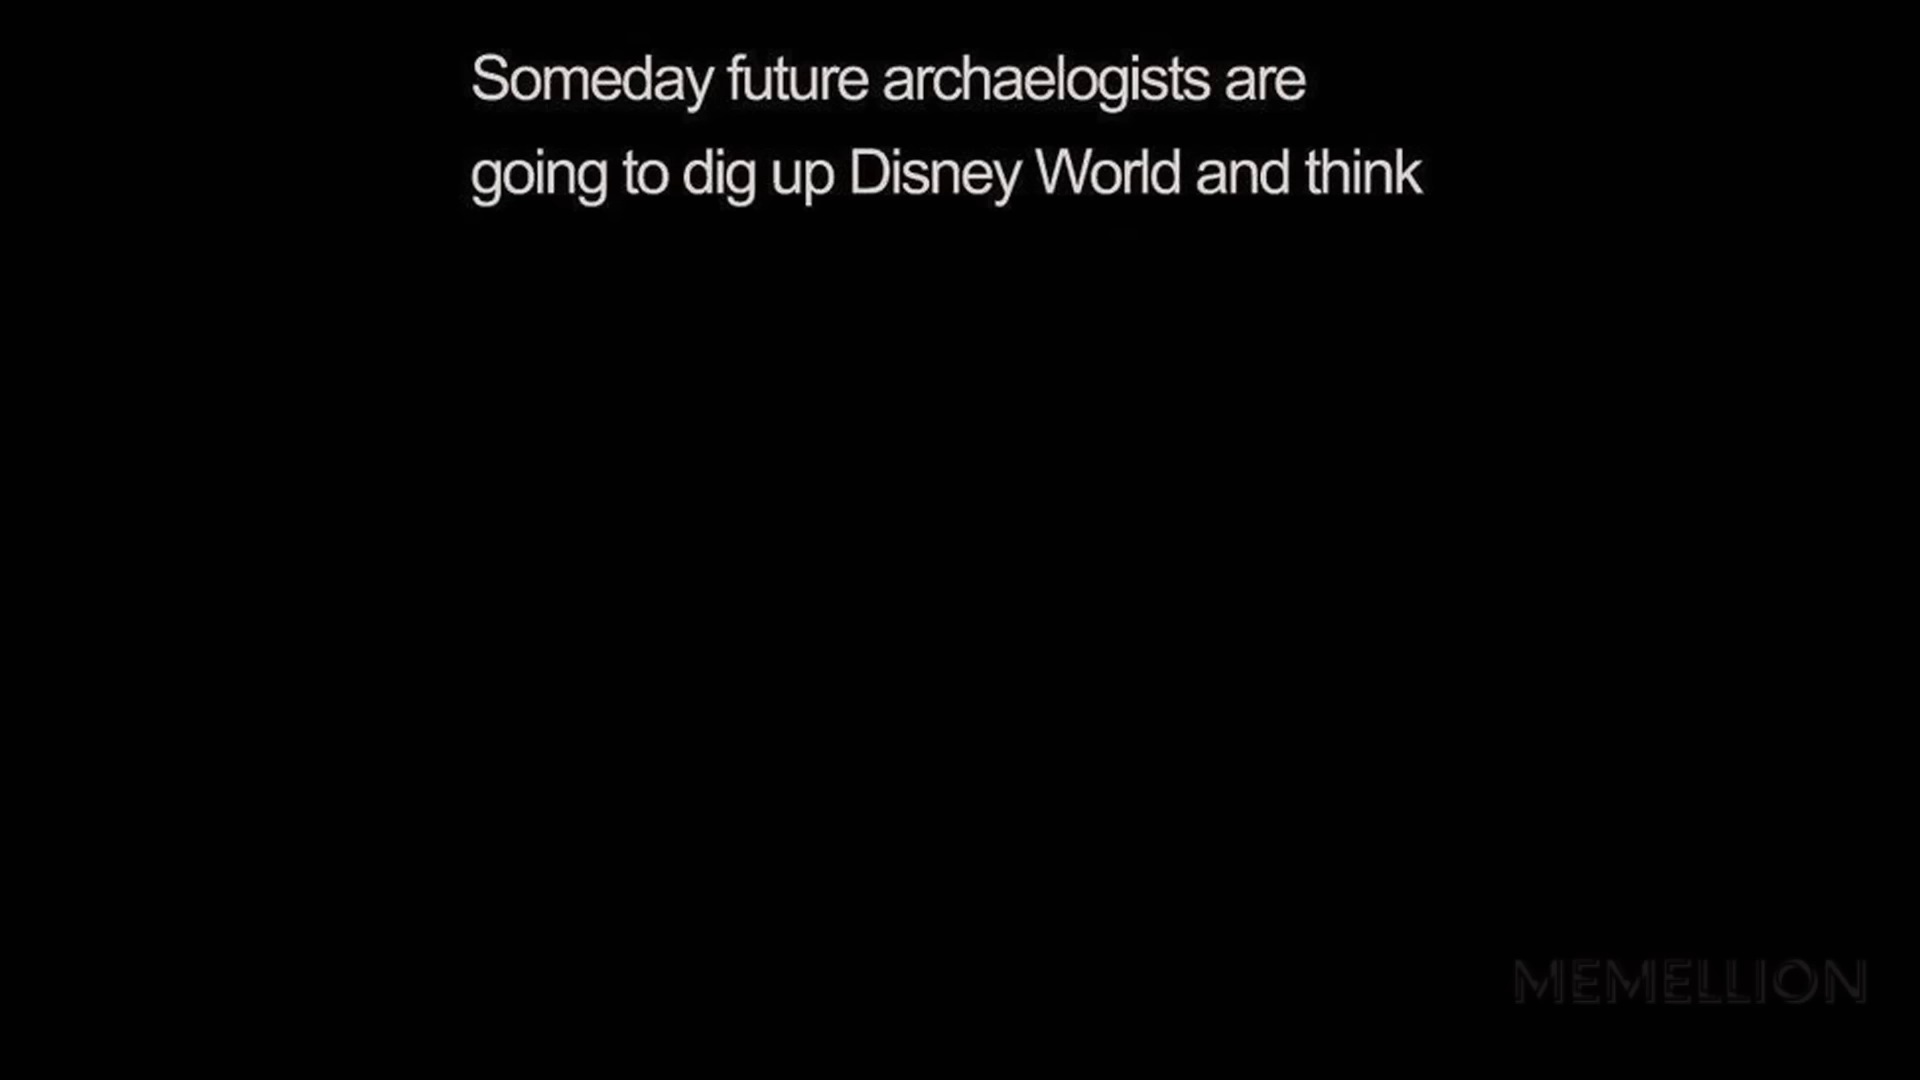 Someday future archaelogists are
going to dig up Disney World and think
MEMELLION